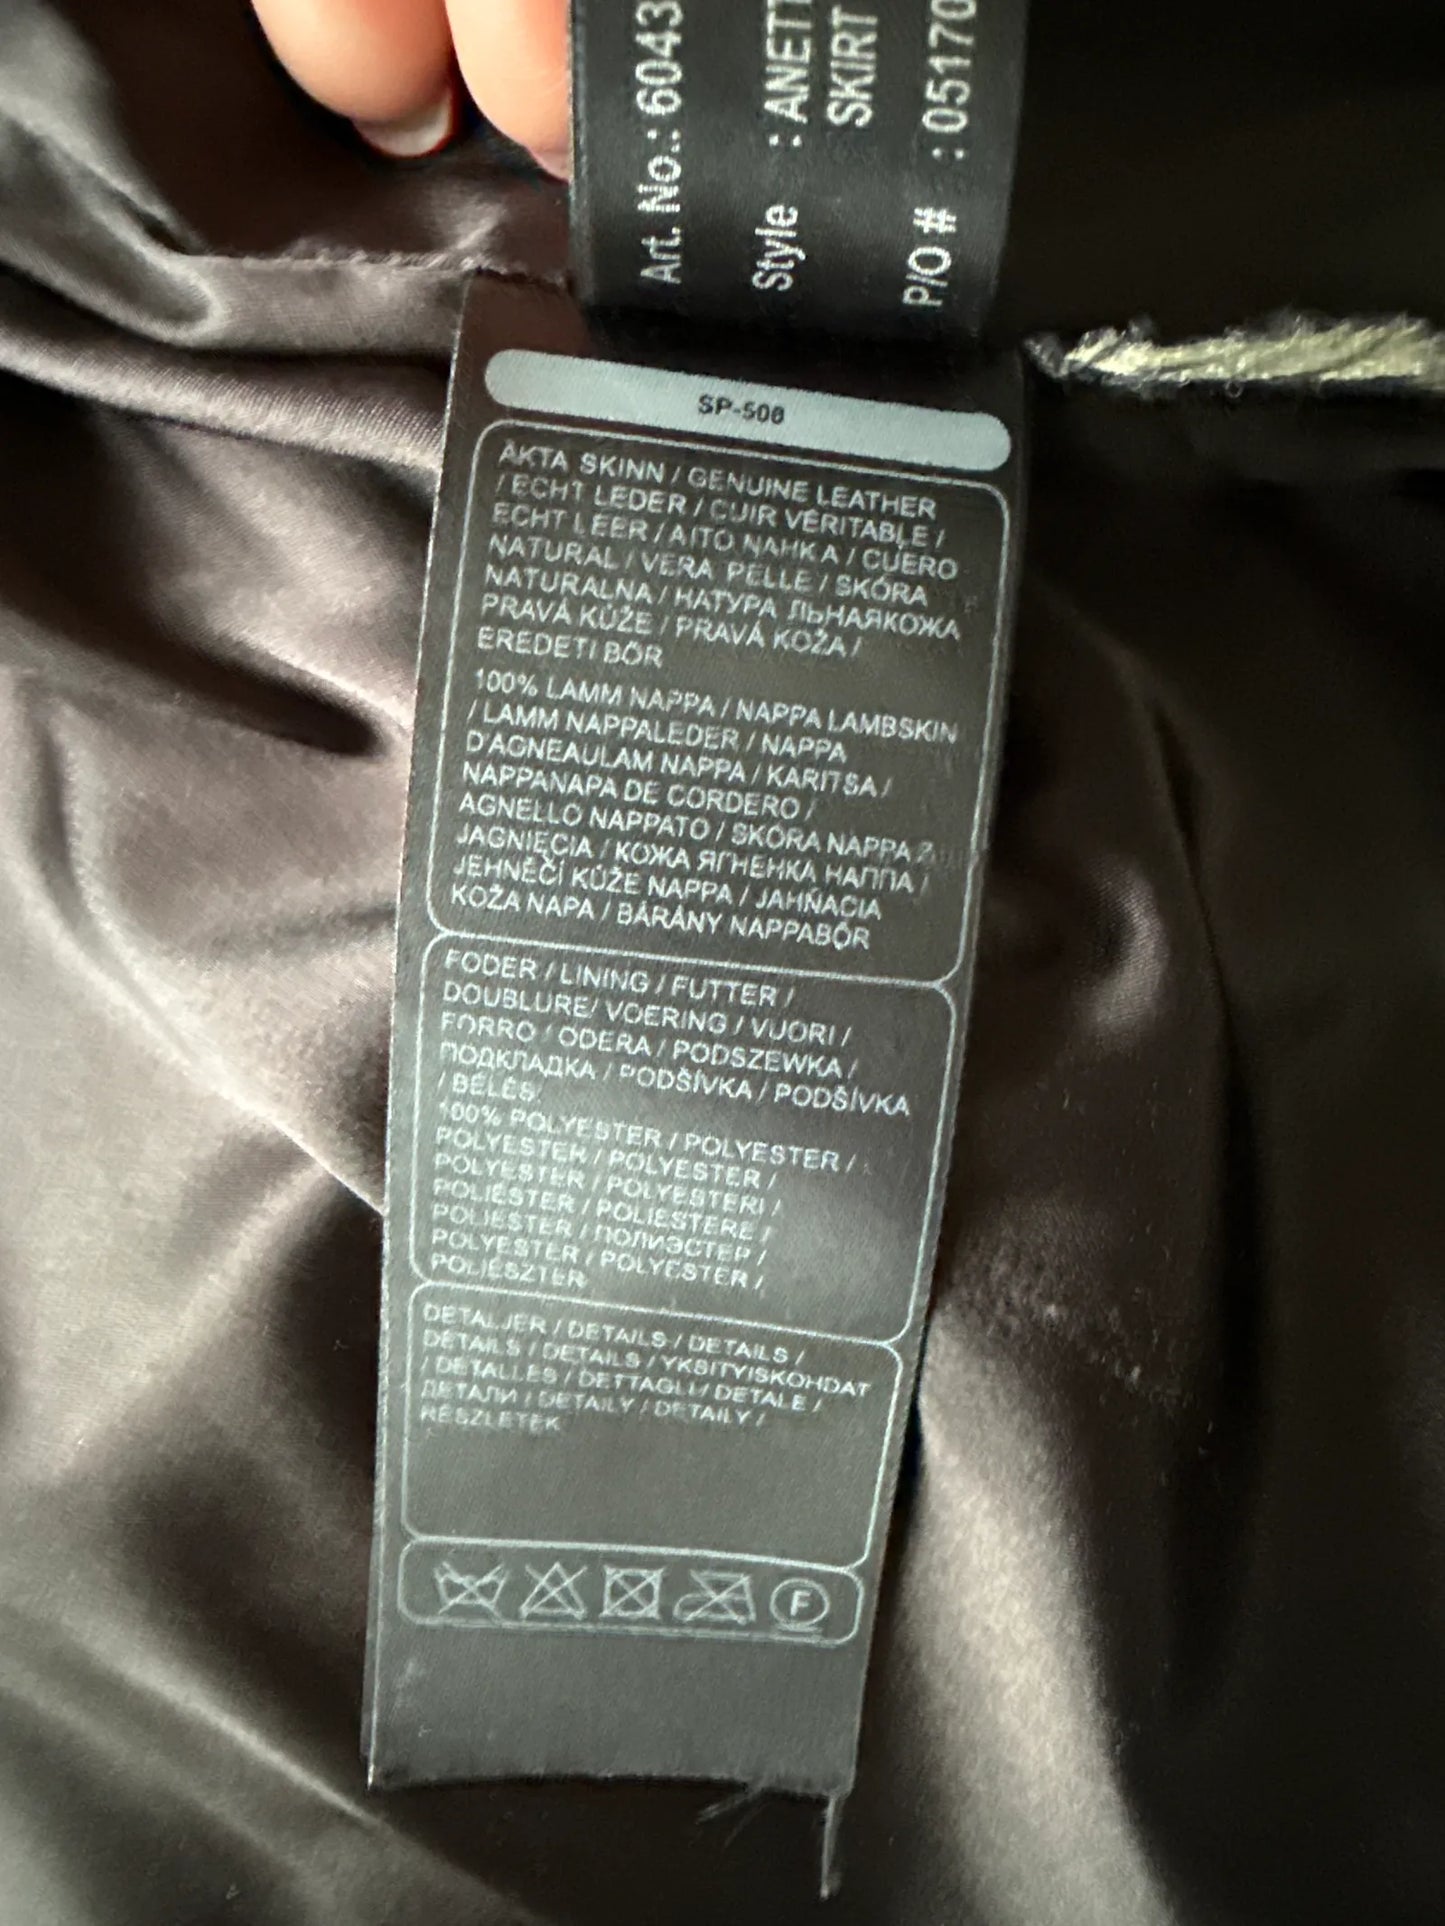 Art. No.: 6043
Style : ANETT
SKIRT
P/O # : 05170
SP-500
ÄKTA SKINN / GENUINE LEATHER
/ ECHT LEDER / CUIR VÉRITABLE /
ECHT LEER / AITO NAHKA / CUERO
NATURAL / VERA PELLE / SKÓRA
NATURALNA / НАТУРА ЛЬНАЯКОЖА
PRAVÁ KŮŽE / PRAVÁ KOŽA /
EREDETI BŐR
100% LAMM NAPPA / NAPPA LAMBSKIN
/ LAMM NAPPALEDER / NAPPA
D'AGNEAULAM NAPPA / KARITSA /
NAPPANAPA DE CORDERO /
AGNELLO NAPPATO / SKÓRA NAPPA Z
JAGNIĘCIA / КОЖА ЯГНЕНКА НАППА /
JEHNĚČÍ KŮŽE NAPPA / JAHŇACIA
KOŽA NAPA / BÁRÁNY NAPPABŐR
FODER / LINING / FUTTER /
DOUBLURE/ VOERING / VUORI /
FORRO / ODERA / PODSZEWKA /
ПОДКЛАДКА / PODŠÍVKA / PODŠÍVKA
/ BÉLÉS
100% POLYESTER / POLYESTER /
POLYESTER / POLYESTER /
POLYESTER / POLYESTERI /
POLIÉSTER / POLIESTERE /
POLIESTER / ПОЛИЭСТЕР /
POLYESTER / POLYESTER /
POLIÉSZTER
DETALJER / DETAILS / DETAILS /
DÉTAILS / DETAILS / YKSITYISKOHDAT
/ DETALLES / DETTAGLI / DETALE /
ДЕТАЛИ / DETAILY / DETAILY /
RÉSZLETEK
F